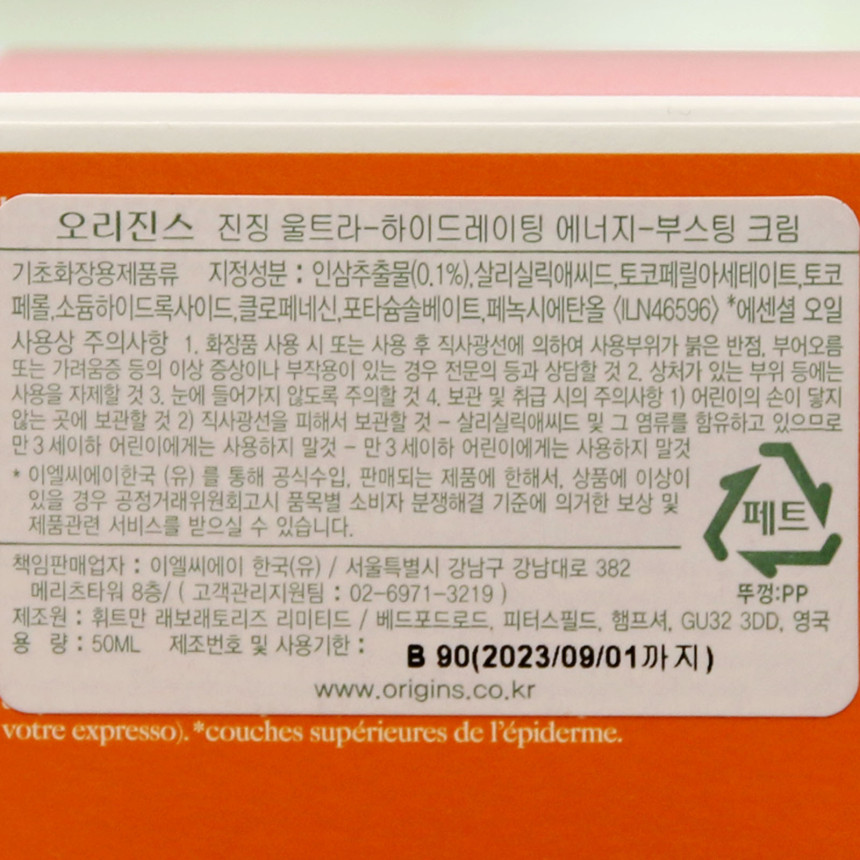 오리진스 진징 울트라-하이드레이팅 에너지-부스팅 크림
기초화장용제품류 지정성분 : 인삼추출물(0.1%),살리실릭애씨드,토코페릴아세테이트,토코
페롤,소듐하이드록사이드,클로페네신,포타슘솔베이트,페녹시에탄올 〈ILN46596〉 *에센셜 오일
사용상 주의사항 1. 화장품 사용 시 또는 사용 후 직사광선에 의하여 사용부위가 붉은 반점, 부어오름
또는 가려움증 등의 이상 증상이나 부작용이 있는 경우 전문의 등과 상담할 것 2. 상처가 있는 부위 등에는
사용을 자제할 것 3. 눈에 들어가지 않도록 주의할 것 4. 보관 및 취급 시의 주의사항 1) 어린이의 손이 닿지
않는 곳에 보관할 것 2) 직사광선을 피해서 보관할 것 - 살리실릭애씨드 및 그 염류를 함유하고 있으므로
만 3세이하 어린이에게는 사용하지 말것 - 만 3세이하 어린이에게는 사용하지 말것
* 이엘씨에이한국 (유) 를 통해 공식수입, 판매되는 제품에 한해서, 상품에 이상이
있을 경우 공정거래위원회고시 품목별 소비자 분쟁해결 기준에 의거한 보상 및
제품관련 서비스를 받으실 수 있습니다.
페트
뚜껑:PP
책임판매업자 : 이엘씨에이 한국(유) / 서울특별시 강남구 강남대로 382
메리츠타워 8층/ ( 고객관리지원팀 : 02-6971-3219 )
제조원 : 휘트만 래보래토리즈 리미티드 / 베드포드로드, 피터스필드, 햄프셔, GU32 3DD, 영국
용 량 : 50ML 제조번호 및 사용기한 : B 90(2023/09/01까지)
www.origins.co.kr
votre expresso). *couches supérieures de l'épiderme.